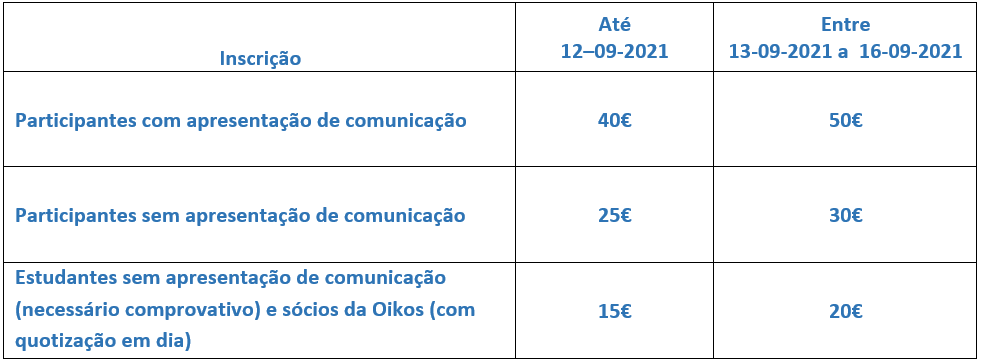 Inscrição
Até
12–09-2021
Entre
13-09-2021 a  16-09-2021
Participantes com apresentação de comunicação
40€
50€
Participantes sem apresentação de comunicação
25€
30€
Estudantes sem apresentação de comunicação
(necessário comprovativo) e sócios da Oikos (com
quotização em dia)
15€
20€